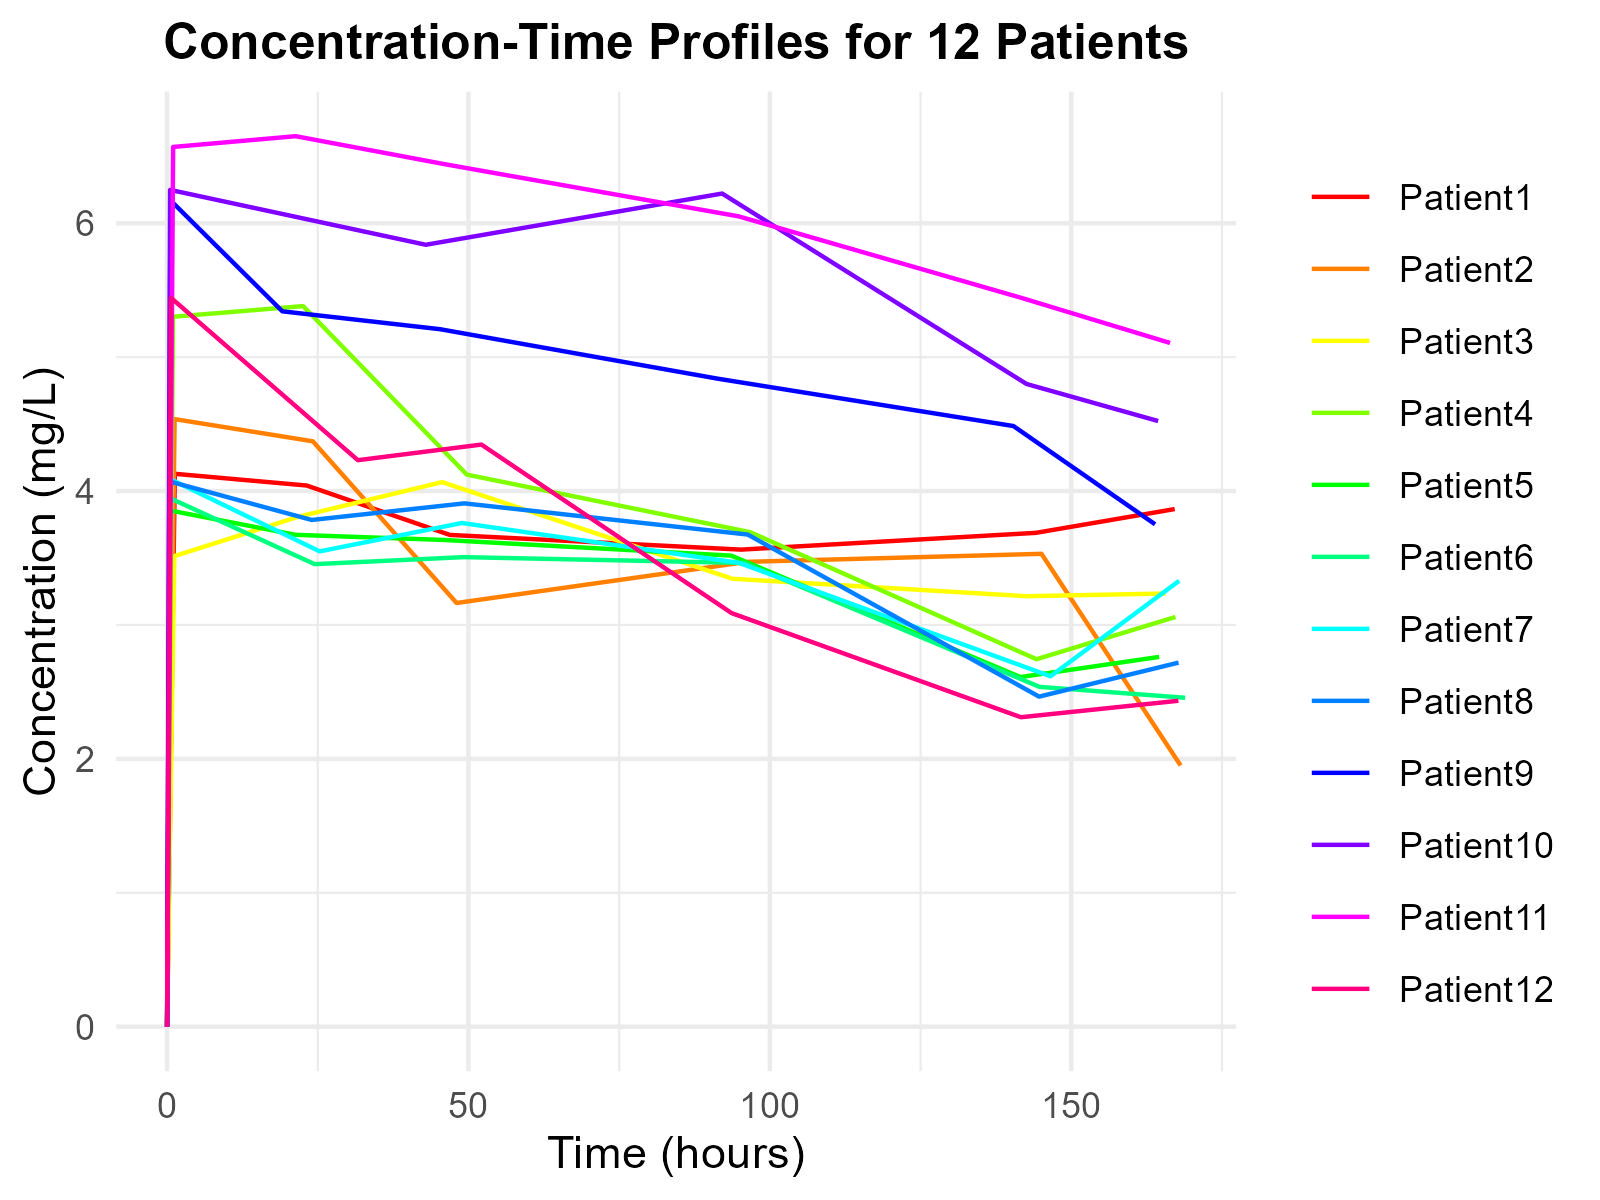 Concentration-Time Profiles for 12 Patients
Concentration (mg/L)
6
4
2
0
0 50 100 150
Time (hours)
Patient1
Patient2
Patient3
Patient4
Patient5
Patient6
Patient7
Patient8
Patient9
Patient10
Patient11
Patient12